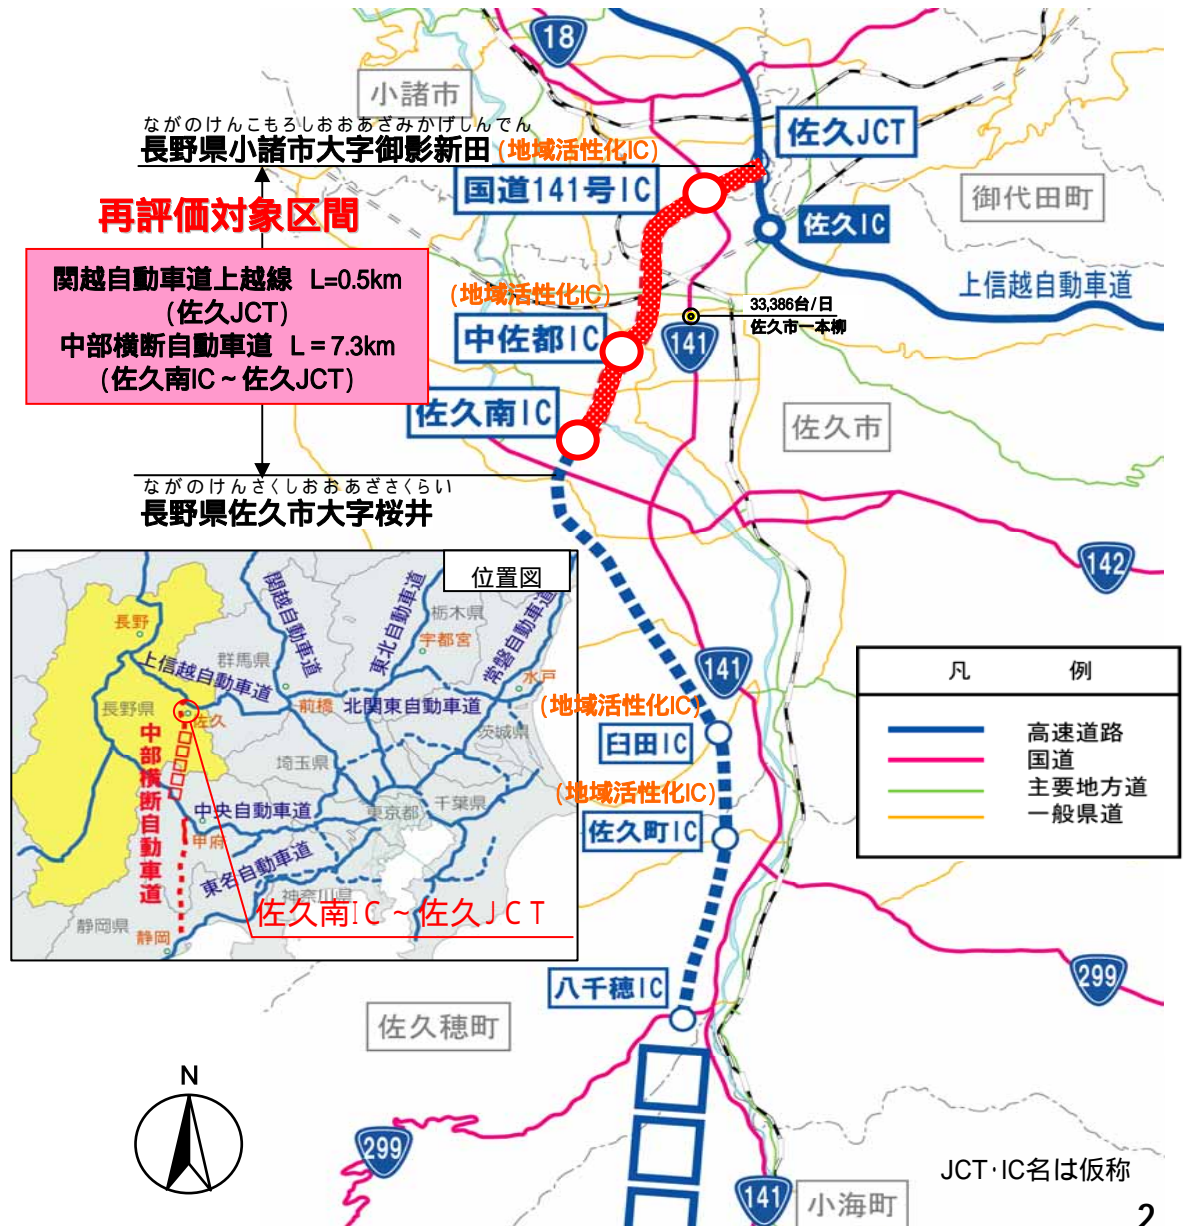 18
小諸市
ながのけんこもろしおおあざみかげしんでん
長野県小諸市大字御影新田
(地域活性化IC)
佐久JCT
国道141号IC
御代田町
再評価対象区間
佐久IC
関越自動車道上越線 L=0.5km
(佐久JCT)
中部横断自動車道 L=7.3km
(佐久南IC~佐久JCT)
上信越自動車道
(地域活性化IC)
33,386台/日
佐久市一本柳
中佐都IC
141
佐久南IC
佐久市
ながのけんさくしおおあざさくらい
長野県佐久市大字桜井
142
位置図
関越自動車道
東北自動車道
常磐自動車道
栃木県
宇都宮
長野
群馬県
上信越自動車道
水戸
長野県
佐久
前橋
北関東自動車道
茨城県
中部横断自動車道
埼玉県
中央自動車道
東京都
千葉県
甲府
東名自動車道
神奈川県
静岡県
静岡
佐久南IC~佐久JCT
141
(地域活性化IC)
臼田IC
(地域活性化IC)
佐久町IC
凡 例
高速道路
国道
主要地方道
一般県道
八千穂IC
299
佐久穂町
N
299
141
小海町
JCT・IC名は仮称
2